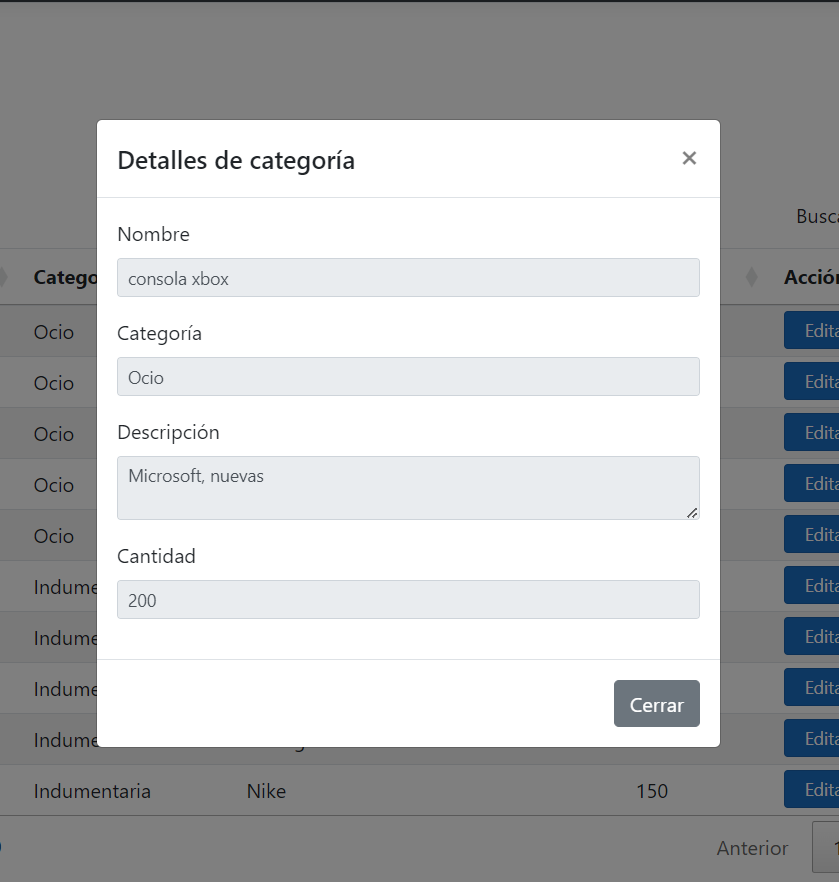 Detalles de categoría ×
Nombre
consola xbox
Categoría
Ocio
Descripción
Microsoft, nuevas
Cantidad
200
Cerrar
Busca
Catego Acción
Ocio Edita
Ocio Edita
Ocio Edita
Ocio Edita
Ocio Edita
Indume Edita
Indume Edita
Indume Edita
Indume Edita
Indumentaria Nike 150 Edita
Anterior